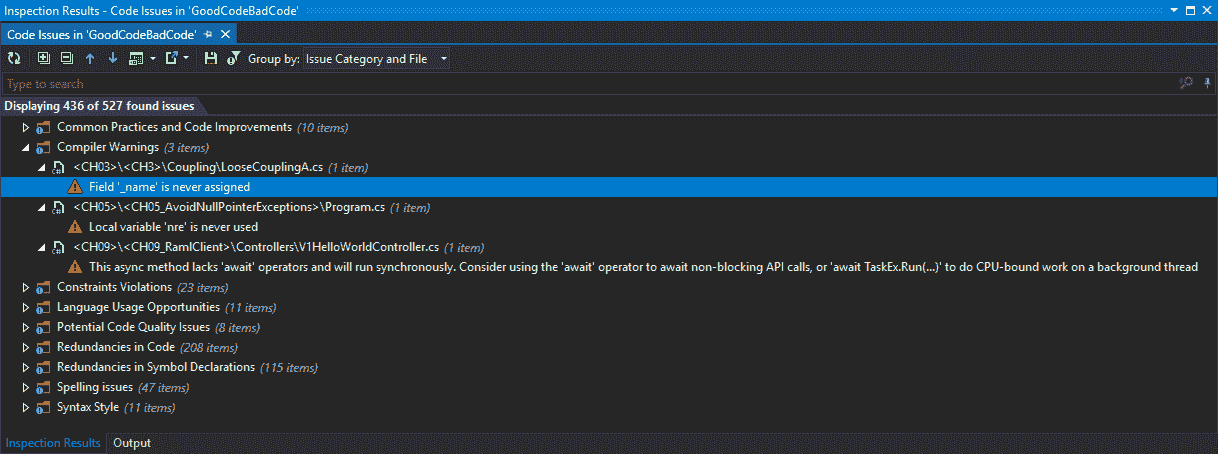 Inspection Results - Code Issues in 'GoodCodeBadCode'
Code Issues in 'GoodCodeBadCode'
Group by: Issue Category and File
Type to search
Displaying 436 of 527 found issues
Common Practices and Code Improvements (10 items)
Compiler Warnings (3 items)
<CH03>\<CH3>\Coupling\LooseCouplingA.cs (1 item)
Field '_name' is never assigned
<CH05>\<CH05_AvoidNullPointerExceptions>\Program.cs (1 item)
Local variable 'nre' is never used
<CH09>\<CH09_RamlClient>\Controllers\V1HelloWorldController.cs (1 item)
This async method lacks 'await' operators and will run synchronously. Consider using the 'await' operator to await non-blocking API calls, or 'await TaskEx.Run(...)' to do CPU-bound work on a background thread
Constraints Violations (23 items)
Language Usage Opportunities (11 items)
Potential Code Quality Issues (8 items)
Redundancies in Code (208 items)
Redundancies in Symbol Declarations (115 items)
Spelling issues (47 items)
Syntax Style (11 items)
Inspection Results Output